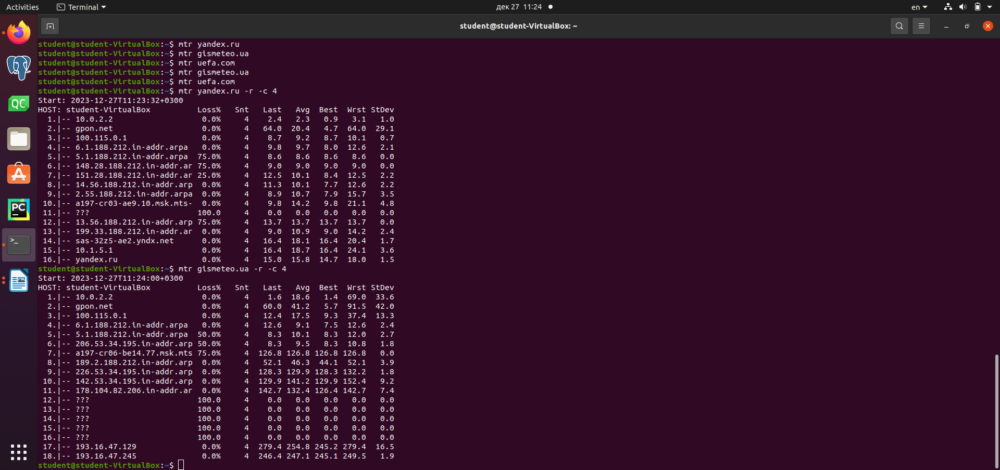 Activities Terminal дек 27 11:24 en
student@student-VirtualBox: ~
student@student-VirtualBox:~$ mtr yandex.ru
student@student-VirtualBox:~$ mtr gismeteo.ua
student@student-VirtualBox:~$ mtr uefa.com
student@student-VirtualBox:~$ mtr gismeteo.ua
student@student-VirtualBox:~$ mtr uefa.com
student@student-VirtualBox:~$ mtr yandex.ru -r -c 4
Start: 2023-12-27T11:23:32+0300
HOST: student-VirtualBox Loss% Snt Last Avg Best Wrst StDev
1.|-- 10.0.2.2 0.0% 4 2.4 2.3 0.9 3.1 1.0
2.|-- gpon.net 0.0% 4 64.0 20.4 4.7 64.0 29.1
3.|-- 100.115.0.1 0.0% 4 8.7 9.2 8.7 10.1 0.7
4.|-- 6.1.188.212.in-addr.arpa 0.0% 4 9.8 9.7 8.0 12.6 2.1
5.|-- 5.1.188.212.in-addr.arpa 75.0% 4 8.6 8.6 8.6 8.6 0.0
6.|-- 148.28.188.212.in-addr.ar 75.0% 4 9.0 9.0 9.0 9.0 0.0
7.|-- 151.28.188.212.in-addr.ar 25.0% 4 12.5 10.1 8.4 12.5 2.2
8.|-- 14.56.188.212.in-addr.arp 0.0% 4 11.3 10.1 7.7 12.6 2.2
9.|-- 2.55.188.212.in-addr.arpa 0.0% 4 8.9 10.7 7.9 15.7 3.5
10.|-- a197-cr03-ae9.10.msk.mts- 0.0% 4 9.8 14.2 9.8 21.1 4.8
11.|-- ??? 100.0 4 0.0 0.0 0.0 0.0 0.0
12.|-- 13.56.188.212.in-addr.arp 75.0% 4 13.7 13.7 13.7 13.7 0.0
13.|-- 199.33.188.212.in-addr.ar 0.0% 4 9.0 10.9 9.0 14.2 2.4
14.|-- sas-32z5-ae2.yndx.net 0.0% 4 16.4 18.1 16.4 20.4 1.7
15.|-- 10.1.5.1 0.0% 4 16.4 18.7 16.4 24.1 3.6
16.|-- yandex.ru 0.0% 4 15.0 15.8 14.7 18.0 1.5
student@student-VirtualBox:~$ mtr gismeteo.ua -r -c 4
Start: 2023-12-27T11:24:00+0300
HOST: student-VirtualBox Loss% Snt Last Avg Best Wrst StDev
1.|-- 10.0.2.2 0.0% 4 1.6 18.6 1.4 69.0 33.6
2.|-- gpon.net 0.0% 4 60.0 41.2 5.7 91.5 42.0
3.|-- 100.115.0.1 0.0% 4 12.4 17.5 9.3 37.4 13.3
4.|-- 6.1.188.212.in-addr.arpa 0.0% 4 12.6 9.1 7.5 12.6 2.4
5.|-- 5.1.188.212.in-addr.arpa 50.0% 4 8.3 10.1 8.3 12.0 2.7
6.|-- 206.53.34.195.in-addr.arp 50.0% 4 8.3 9.5 8.3 10.8 1.8
7.|-- a197-cr06-be14.77.msk.mts 75.0% 4 126.8 126.8 126.8 126.8 0.0
8.|-- 189.2.188.212.in-addr.arp 0.0% 4 52.1 46.3 44.1 52.1 3.9
9.|-- 226.53.34.195.in-addr.arp 0.0% 4 128.3 129.9 128.3 132.2 1.8
10.|-- 142.53.34.195.in-addr.arp 0.0% 4 129.9 141.2 129.9 152.4 9.2
11.|-- 178.104.82.206.in-addr.ar 0.0% 4 142.7 132.4 126.4 142.7 7.4
12.|-- ??? 100.0 4 0.0 0.0 0.0 0.0 0.0
13.|-- ??? 100.0 4 0.0 0.0 0.0 0.0 0.0
14.|-- ??? 100.0 4 0.0 0.0 0.0 0.0 0.0
15.|-- ??? 100.0 4 0.0 0.0 0.0 0.0 0.0
16.|-- ??? 100.0 4 0.0 0.0 0.0 0.0 0.0
17.|-- 193.16.47.129 0.0% 4 279.4 254.8 245.2 279.4 16.5
18.|-- 193.16.47.245 0.0% 4 246.4 247.1 245.1 249.5 1.9
student@student-VirtualBox:~$
QC
PC